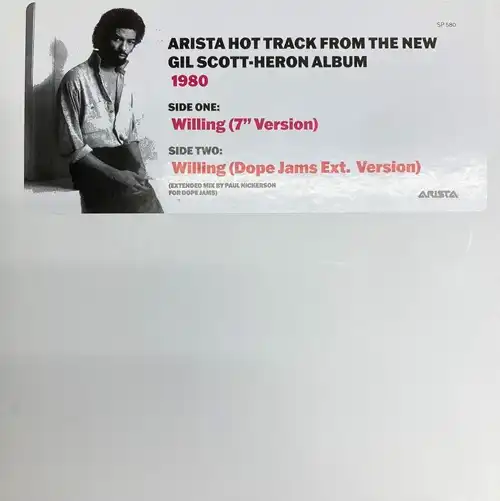 SP 580
ARISTA HOT TRACK FROM THE NEW
GIL SCOTT-HERON ALBUM
1980
SIDE ONE:
Willing (7” Version)
SIDE TWO:
Willing (Dope Jams Ext. Version)
(EXTENDED MIX BY PAUL NICKERSON
FOR DOPE JAMS)
ARISTA